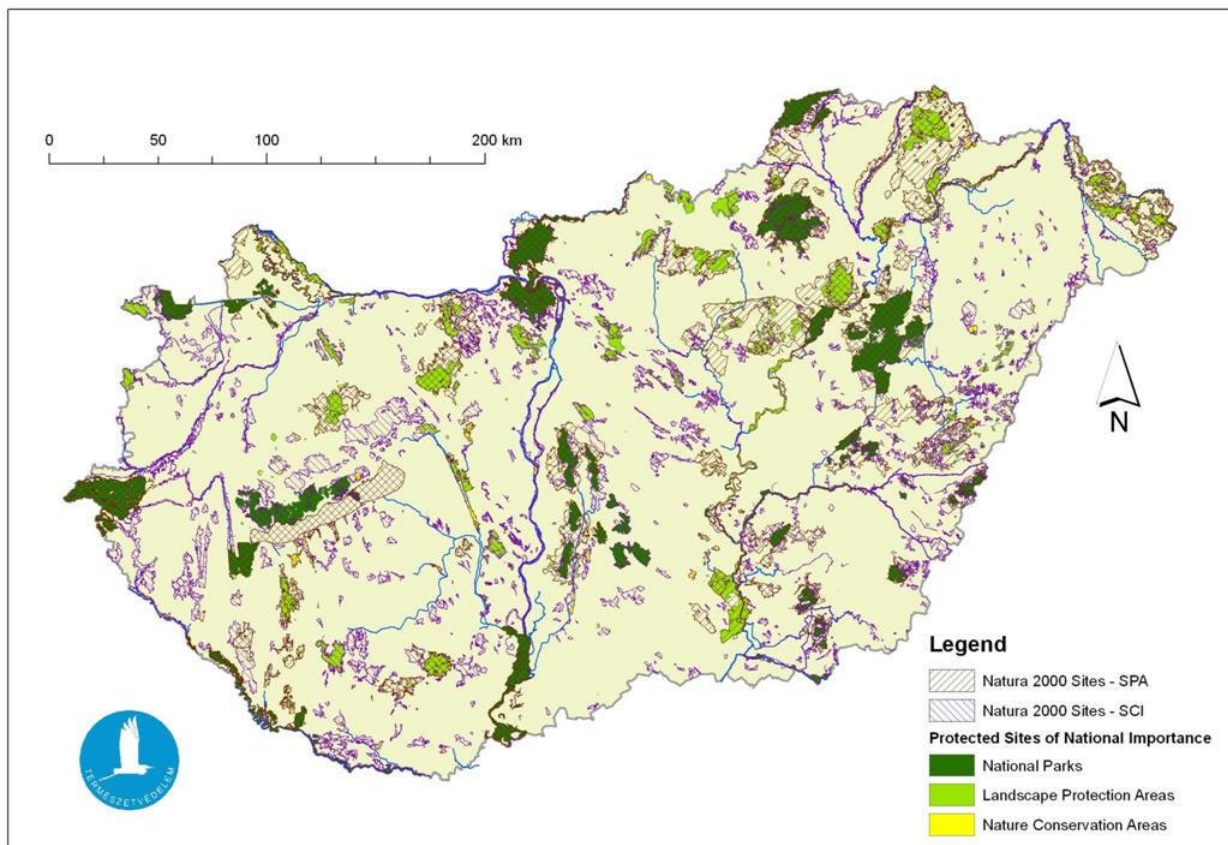 0 50 100 200 km
N
Legend
Natura 2000 Sites - SPA
Natura 2000 Sites - SCI
Protected Sites of National Importance
National Parks
Landscape Protection Areas
Nature Conservation Areas
TERMÉSZETVÉDELEM